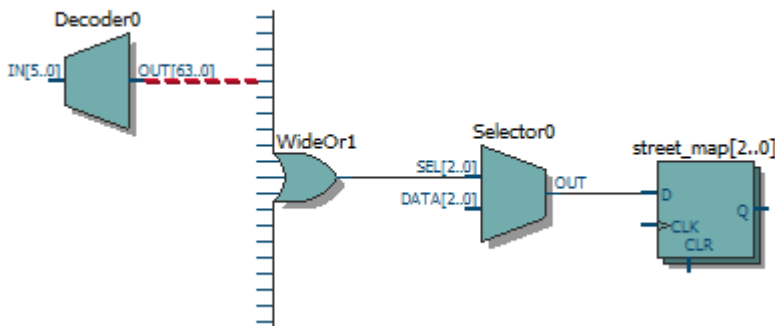 Decoder0
IN[5..0]
OUT[63..0]
WideOr1
Selector0
SEL[2..0]
DATA[2..0]
OUT
street_map[2..0]
D
Q
CLK
CLR